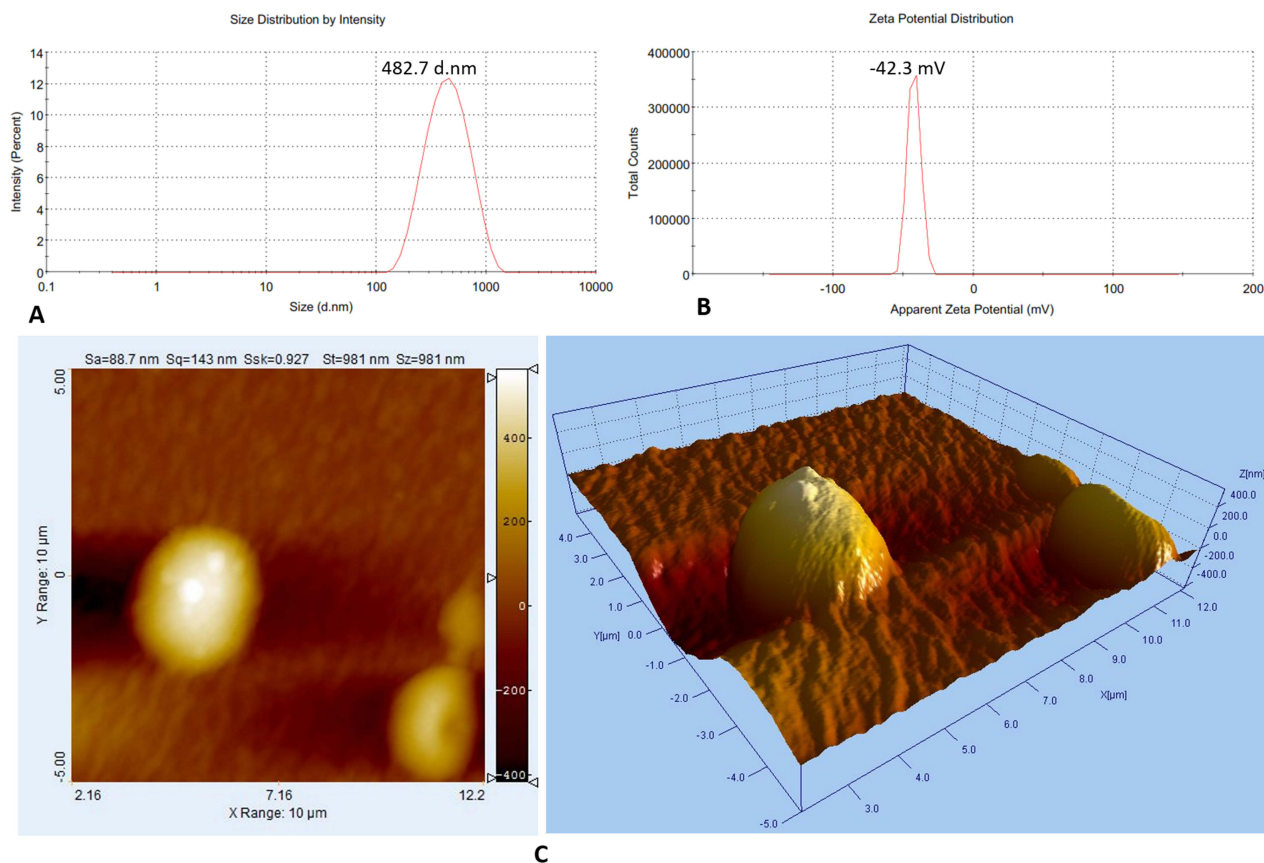 Size Distribution by Intensity
482.7 d.nm
14
12
10
8
6
4
2
0
0.1 1 10 100 1000 10000
Intensity (Percent)
Size (d.nm)
A
Zeta Potential Distribution
-42.3 mV
400000
300000
200000
100000
0
-100 0 100 200
Total Counts
Apparent Zeta Potential (mV)
B
Sa=88.7 nm Sq=143 nm Ssk=0.927 St=981 nm Sz=981 nm
5.00
0
-5.00
Y Range: 10 µm
2.16 7.16 12.2
X Range: 10 µm
400
200
0
-200
-400
Z[nm]
400.0
200.0
0.0
-200.0
-400.0
4.0
3.0
2.0
1.0
Y[µm] 0.0
-1.0
-2.0
-3.0
-4.0
-5.0
12.0
11.0
10.0
9.0
8.0
X[µm]
7.0
6.0
5.0
4.0
3.0
C